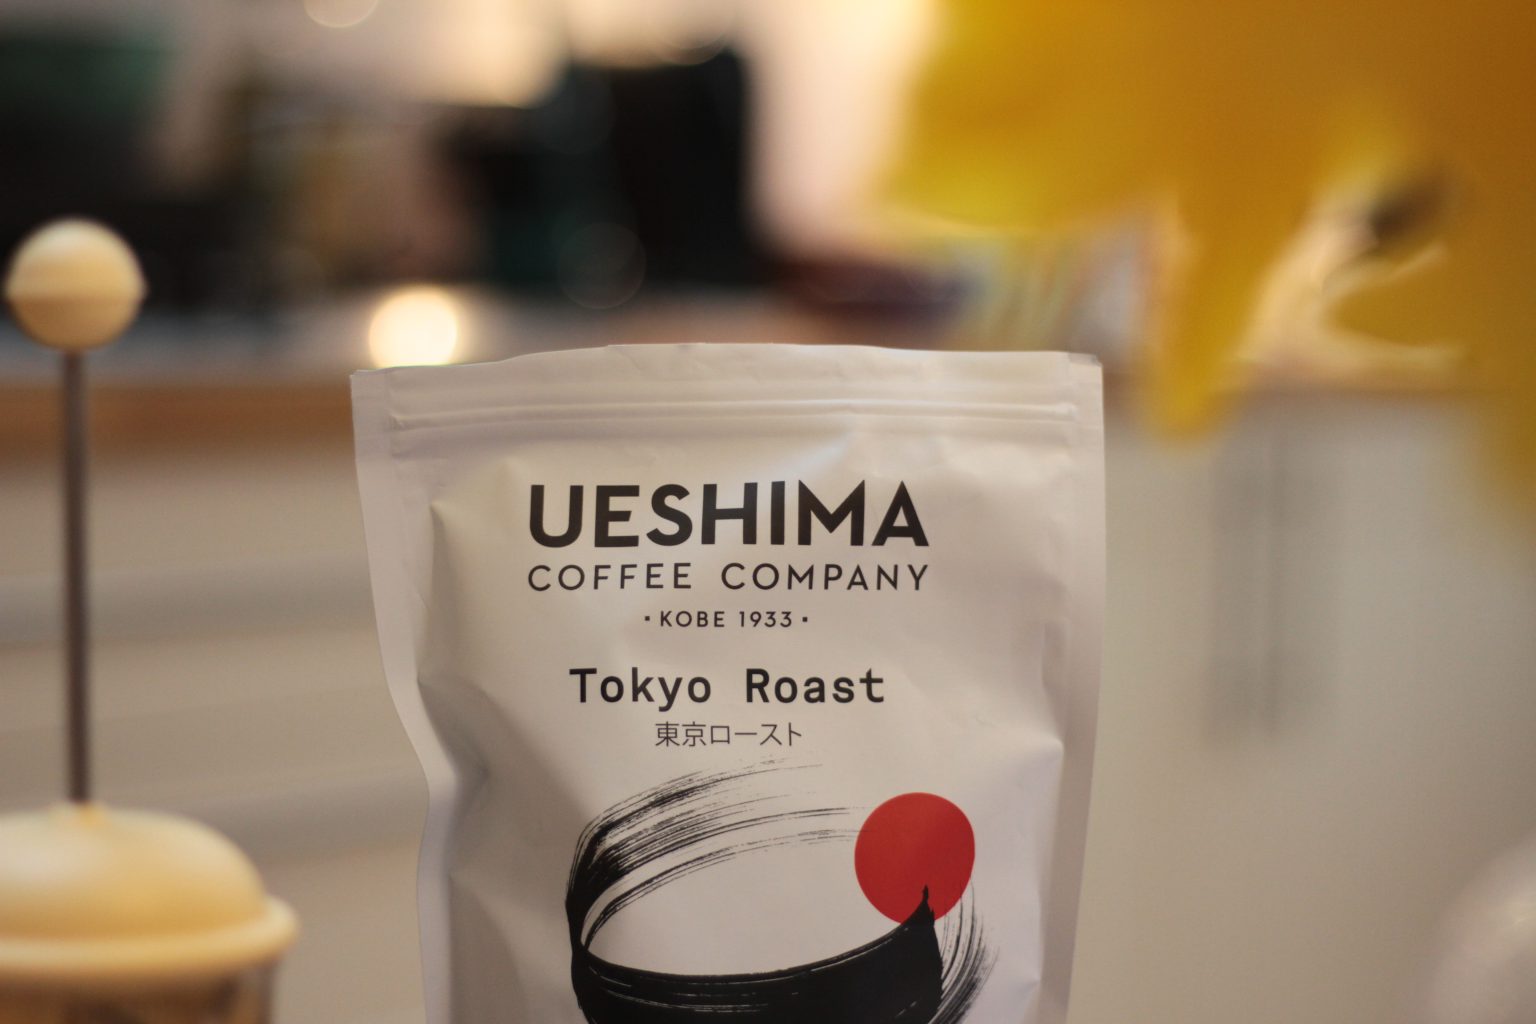 UESHIMA
COFFEE COMPANY
· KOBE 1933 ·
Tokyo Roast
東京ロースト